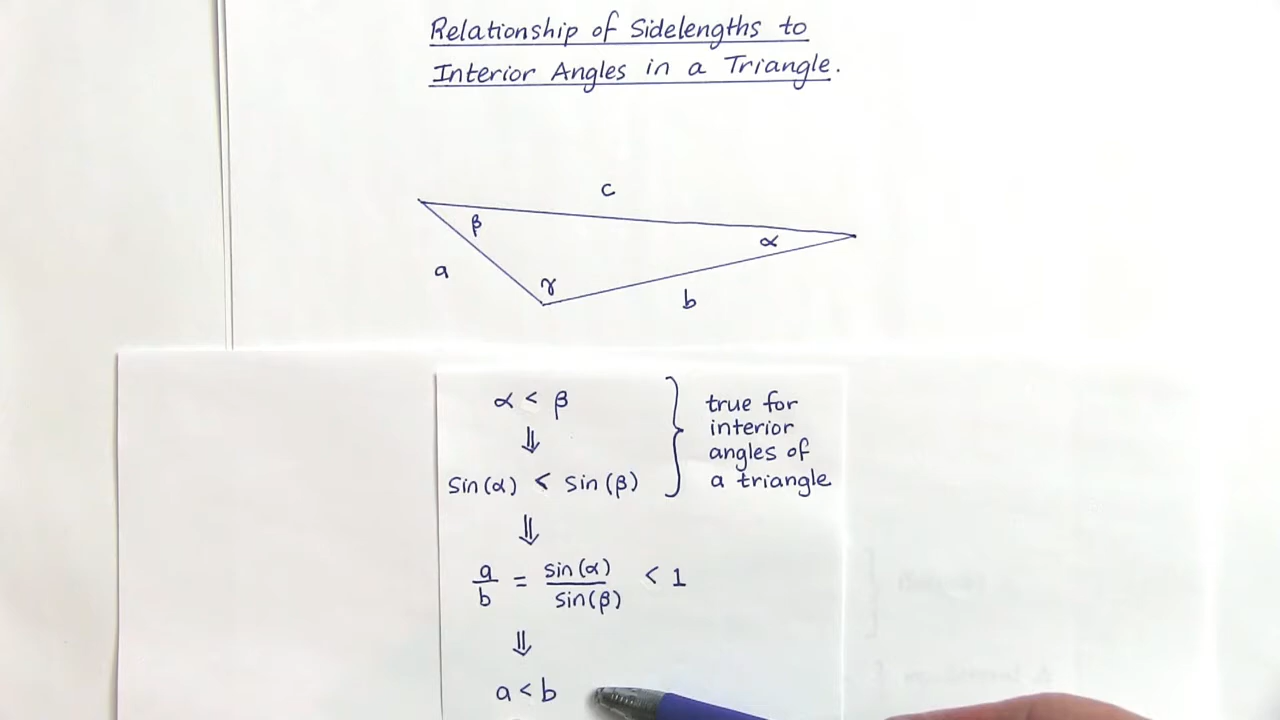 Relationship of Sidelengths to
Interior Angles in a Triangle.
c
β
α
a
γ
b
α < β
⇓
sin(α) < sin(β)
} true for
interior
angles of
a triangle
⇓
a/b = sin(α)/sin(β) < 1
⇓
a < b